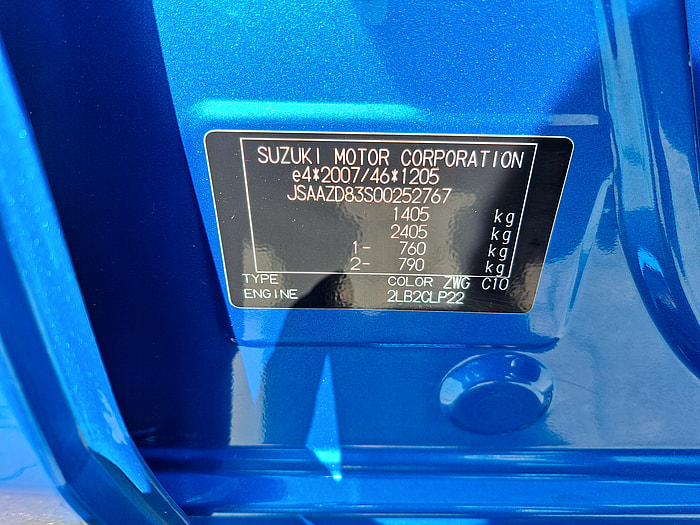 SUZUKI MOTOR CORPORATION
e4*2007/46*1205
JSAAZD83S00252767
1405 kg
2405 kg
1- 760 kg
2- 790 kg
TYPE COLOR ZWG C10
ENGINE 2LB2CLP22